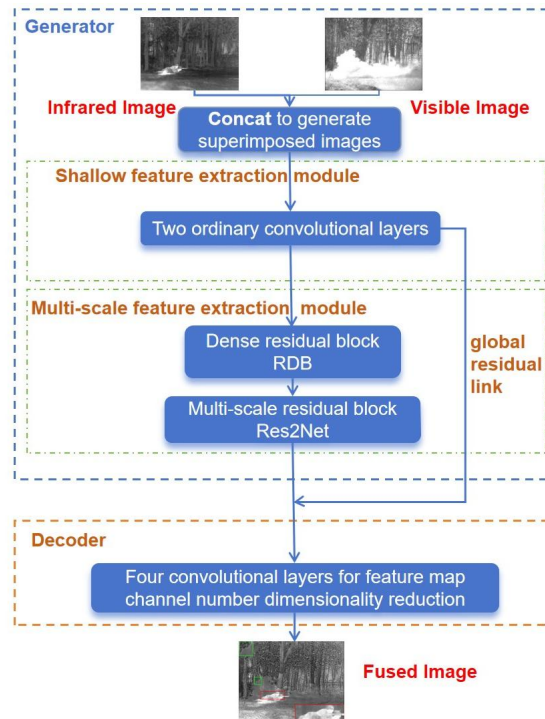 Generator
Infrared Image
Visible Image
Concat to generate
superimposed images
Shallow feature extraction module
Two ordinary convolutional layers
Multi-scale feature extraction module
Dense residual block
RDB
global
residual
link
Multi-scale residual block
Res2Net
Decoder
Four convolutional layers for feature map
channel number dimensionality reduction
Fused Image